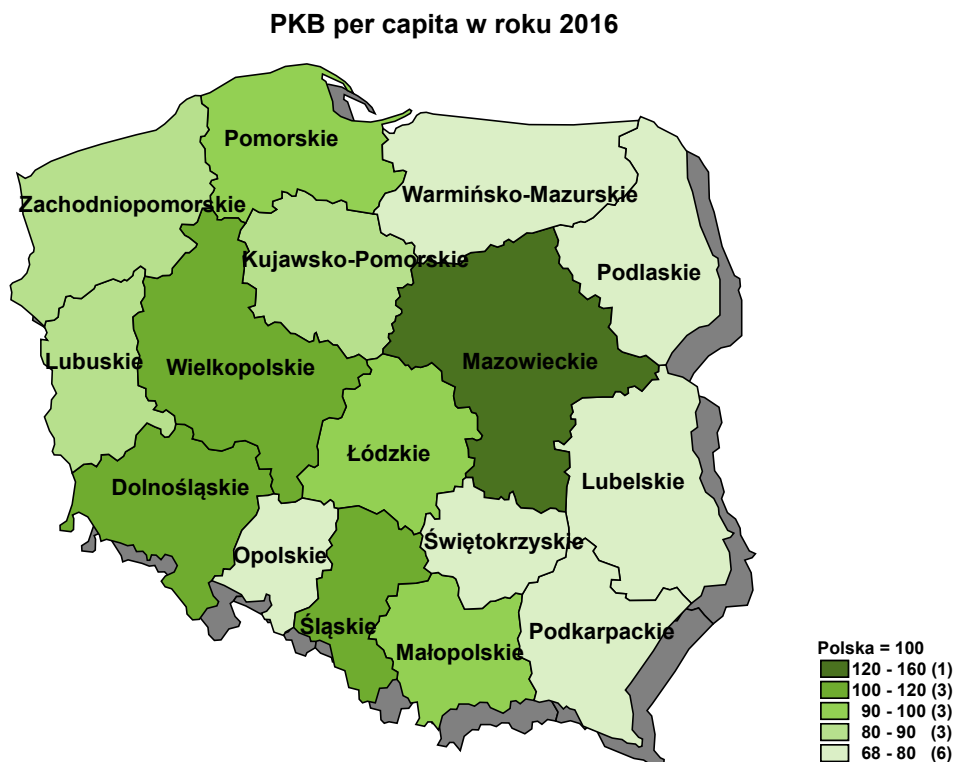 PKB per capita w roku 2016
Pomorskie
Warmińsko-Mazurskie
Zachodniopomorskie
Kujawsko-Pomorskie
Podlaskie
Lubuskie
Wielkopolskie
Mazowieckie
Łódzkie
Dolnośląskie
Lubelskie
Opolskie
Świętokrzyskie
Śląskie
Małopolskie
Podkarpackie
Polska = 100
120 - 160 (1)
100 - 120 (3)
90 - 100 (3)
80 - 90 (3)
68 - 80 (6)